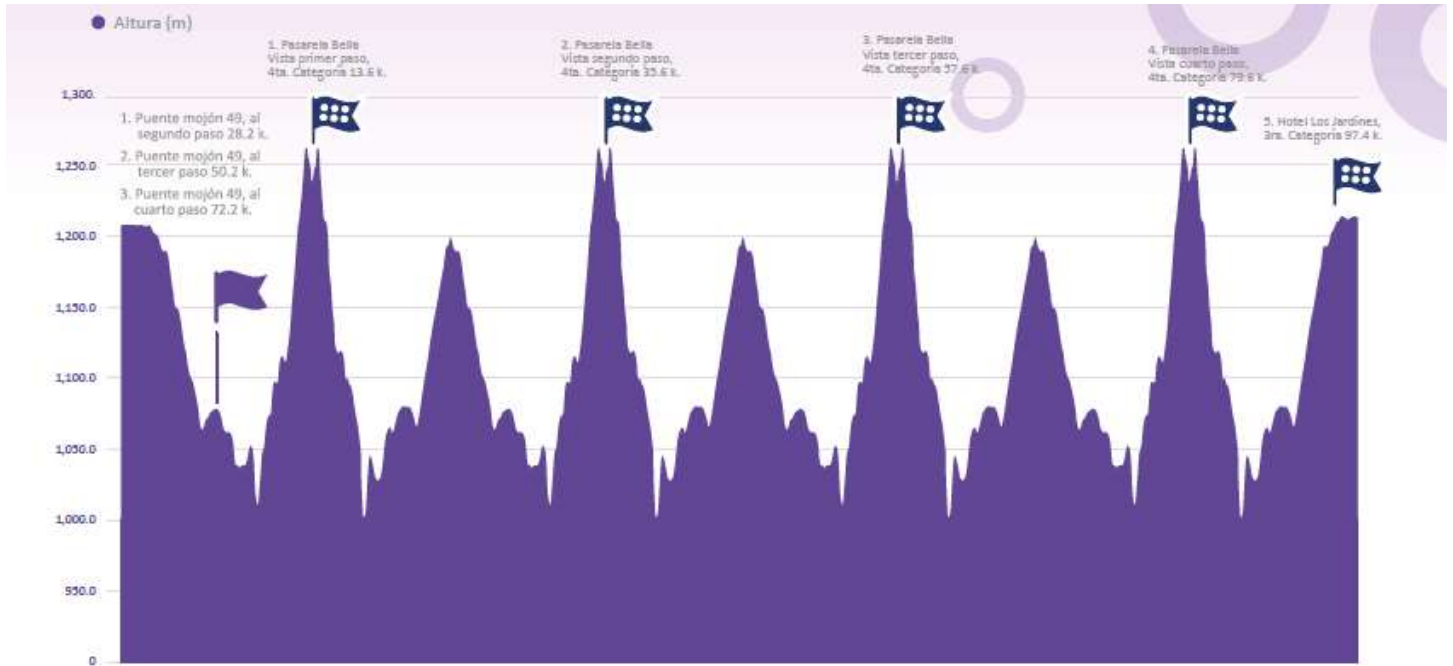 Altura (m)
1. Pasarela Bella
Vista primer paso,
4ta. Categoría 13.6 k.
2. Pasarela Bella
Vista segundo paso,
4ta. Categoría 35.6 k.
3. Pasarela Bella
Vista tercer paso,
4ta. Categoría 57.6 k.
4. Pasarela Bella
Vista cuarto paso,
4ta. Categoría 79.6 k.
5. Hotel Los Jardines,
3ra. Categoría 97.4 k.
1. Puente mojón 49, al
segundo paso 28.2 k.
2. Puente mojón 49, al
tercer paso 50.2 k.
3. Puente mojón 49, al
cuarto paso 72.2 k.
1,300.
1,250.0
1,200.0
1,150.0
1,100.0
1,050.0
1,000.0
950.0
0